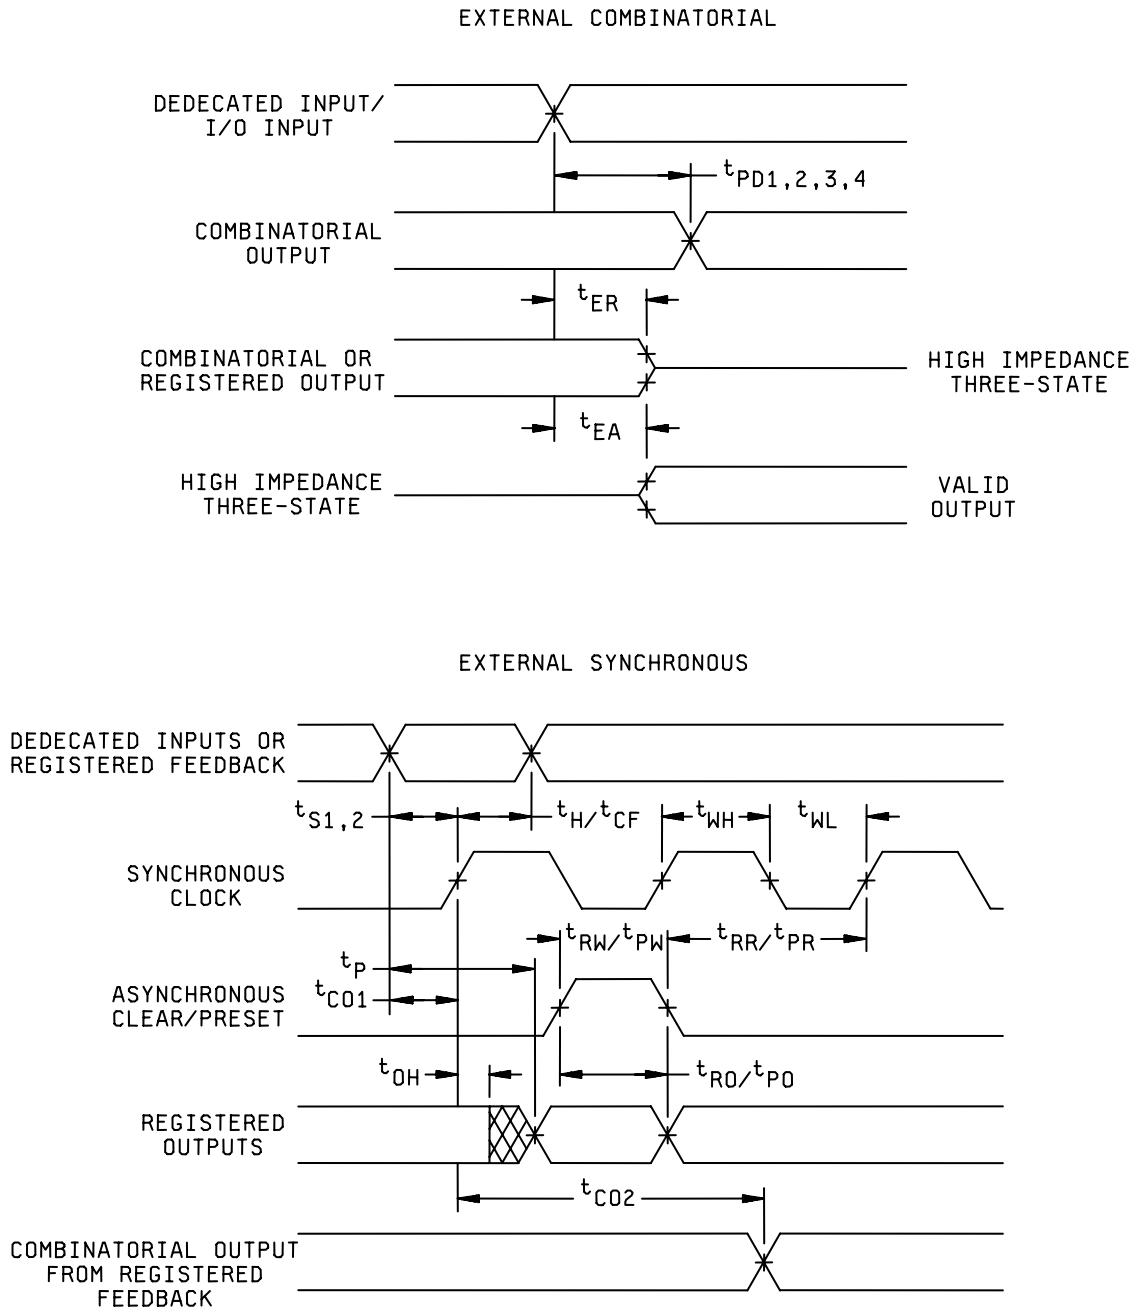 EXTERNAL COMBINATORIAL
DEDECATED INPUT/
I/O INPUT
tPD1,2,3,4
COMBINATORIAL
OUTPUT
tER
COMBINATORIAL OR
REGISTERED OUTPUT
HIGH IMPEDANCE
THREE-STATE
tEA
HIGH IMPEDANCE
THREE-STATE
VALID
OUTPUT
EXTERNAL SYNCHRONOUS
DEDECATED INPUTS OR
REGISTERED FEEDBACK
tS1,2
tH/tCF
tWH
tWL
SYNCHRONOUS
CLOCK
tRW/tPW
tRR/tPR
tP
tCO1
ASYNCHRONOUS
CLEAR/PRESET
tOH
tRO/tPO
REGISTERED
OUTPUTS
tCO2
COMBINATORIAL OUTPUT
FROM REGISTERED
FEEDBACK